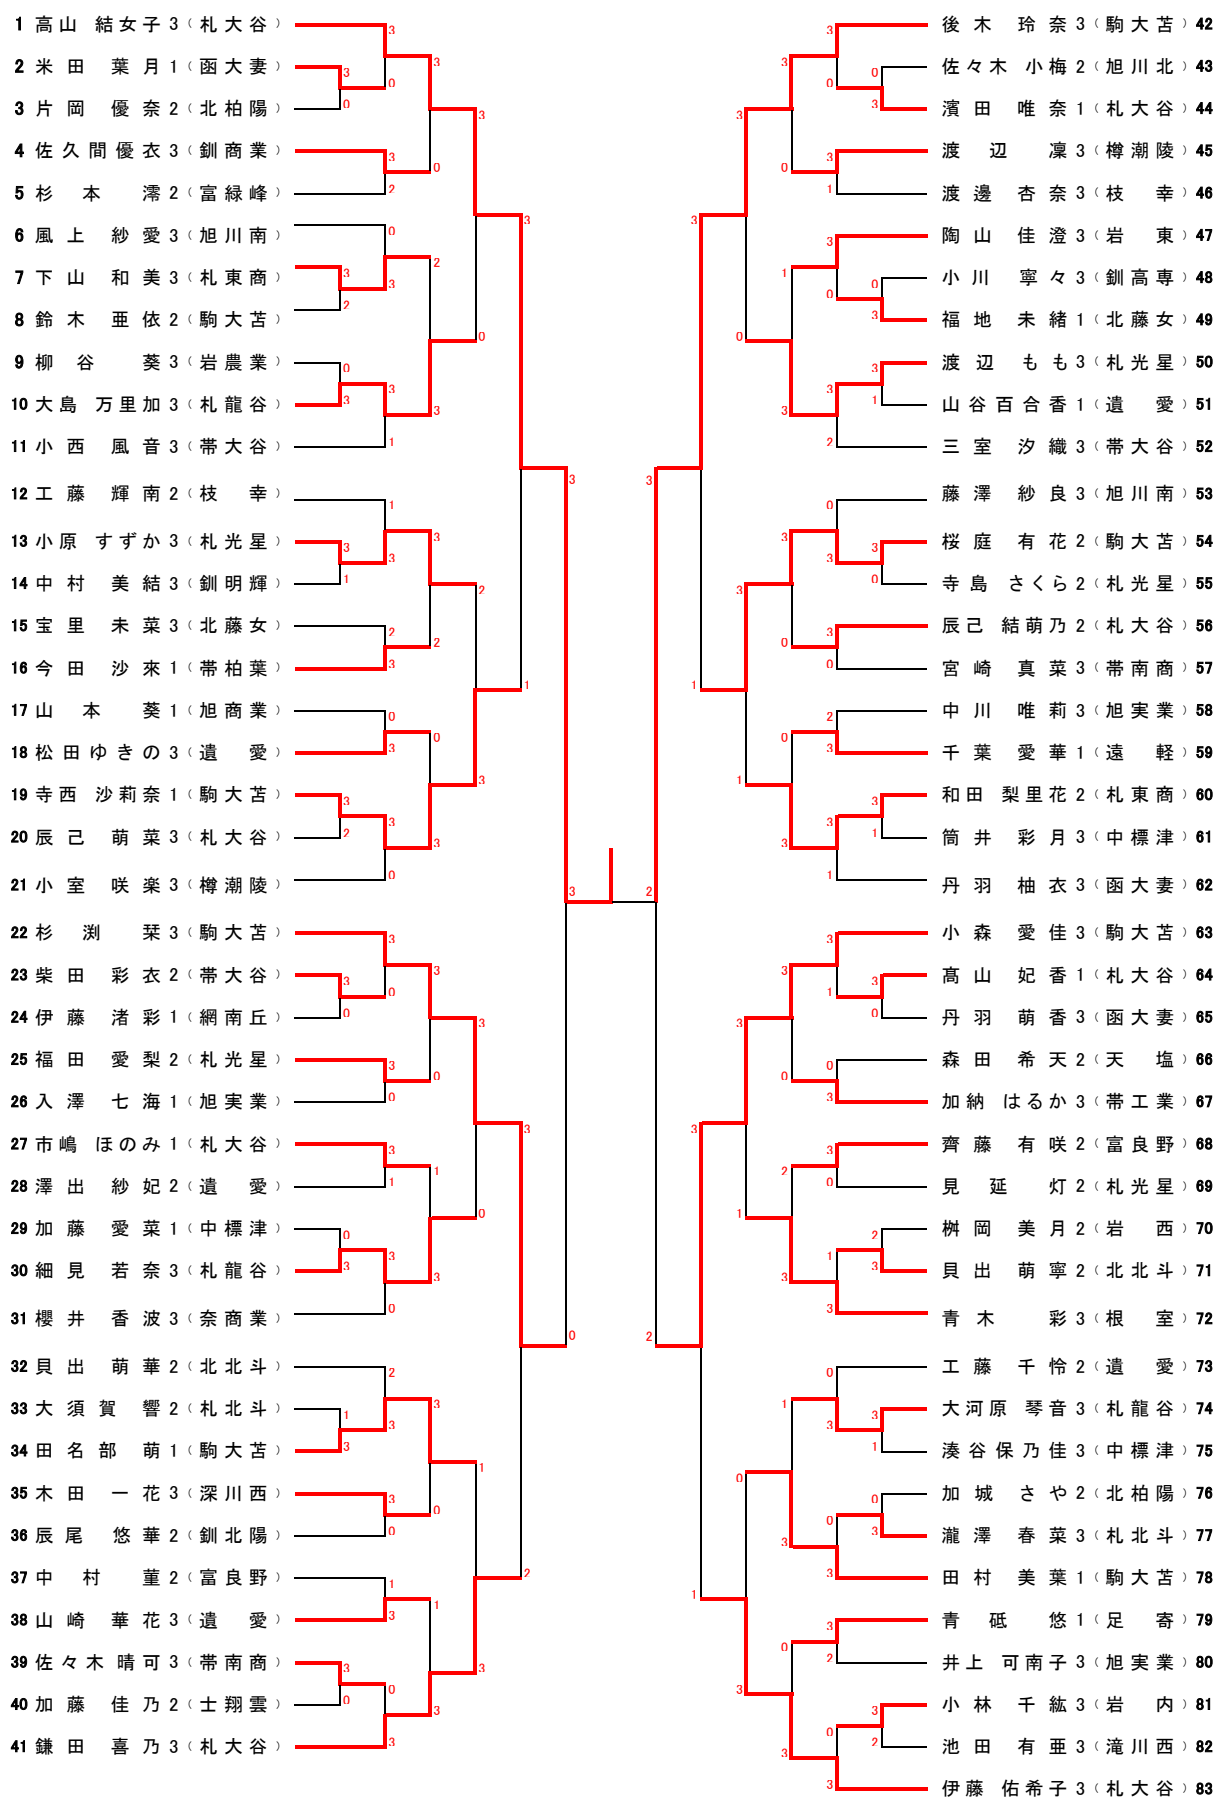 1 高山 結女子 3（札大谷）
2 米田 葉月 1（函大妻）
3 片岡 優奈 2（北柏陽）
4 佐久間優衣 3（釧商業）
5 杉本 澪 2（富緑峰）
6 風上 紗愛 3（旭川南）
7 下山 和美 3（札東商）
8 鈴木 亜依 2（駒大苫）
9 柳谷 葵 3（岩農業）
10 大島 万里加 3（札龍谷）
11 小西 風音 3（帯大谷）
12 工藤 輝南 2（枝幸）
13 小原 すずか 3（札光星）
14 中村 美結 3（釧明輝）
15 宝里 未菜 3（北藤女）
16 今田 沙來 1（帯柏葉）
17 山本 葵 1（旭商業）
18 松田ゆきの 3（遺愛）
19 寺西 沙莉奈 1（駒大苫）
20 辰己 萌菜 3（札大谷）
21 小室 咲楽 3（樽潮陵）
22 杉渕 栞 3（駒大苫）
23 柴田 彩衣 2（帯大谷）
24 伊藤 渚彩 1（網南丘）
25 福田 愛梨 2（札光星）
26 入澤 七海 1（旭実業）
27 市嶋 ほのみ 1（札大谷）
28 澤出 紗妃 2（遺愛）
29 加藤 愛菜 1（中標津）
30 細見 若奈 3（札龍谷）
31 櫻井 香波 3（奈商業）
32 貝出 萌華 2（北北斗）
33 大須賀 響 2（札北斗）
34 田名部 萌 1（駒大苫）
35 木田 一花 3（深川西）
36 辰尾 悠華 2（釧北陽）
37 中村 菫 2（富良野）
38 山崎 華花 3（遺愛）
39 佐々木 晴可 3（帯南商）
40 加藤 佳乃 2（士翔雲）
41 鎌田 喜乃 3（札大谷）
後木 玲奈 3（駒大苫）42
佐々木 小梅 2（旭川北）43
濱田 唯奈 1（札大谷）44
渡辺 凜 3（樽潮陵）45
渡邊 杏奈 3（枝幸）46
陶山 佳澄 3（岩東）47
小川 寧々 3（釧高専）48
福地 未緒 1（北藤女）49
渡辺 もも 3（札光星）50
山谷百合香 1（遺愛）51
三室 汐織 3（帯大谷）52
藤澤 紗良 3（旭川南）53
桜庭 有花 2（駒大苫）54
寺島 さくら 2（札光星）55
辰己 結萌乃 2（札大谷）56
宮崎 真菜 3（帯南商）57
中川 唯莉 3（旭実業）58
千葉 愛華 1（遠軽）59
和田 梨里花 2（札東商）60
筒井 彩月 3（中標津）61
丹羽 柚衣 3（函大妻）62
小森 愛佳 3（駒大苫）63
髙山 妃香 1（札大谷）64
丹羽 萌香 3（函大妻）65
森田 希天 2（天塩）66
加納 はるか 3（帯工業）67
齊藤 有咲 2（富良野）68
見延 灯 2（札光星）69
桝岡 美月 2（岩西）70
貝出 萌寧 2（北北斗）71
青木 彩 3（根室）72
工藤 千怜 2（遺愛）73
大河原 琴音 3（札龍谷）74
湊谷保乃佳 3（中標津）75
加城 さや 2（北柏陽）76
瀧澤 春菜 3（札北斗）77
田村 美葉 1（駒大苫）78
青砥 悠 1（足寄）79
井上 可南子 3（旭実業）80
小林 千紘 3（岩内）81
池田 有亜 3（滝川西）82
伊藤 佑希子 3（札大谷）83